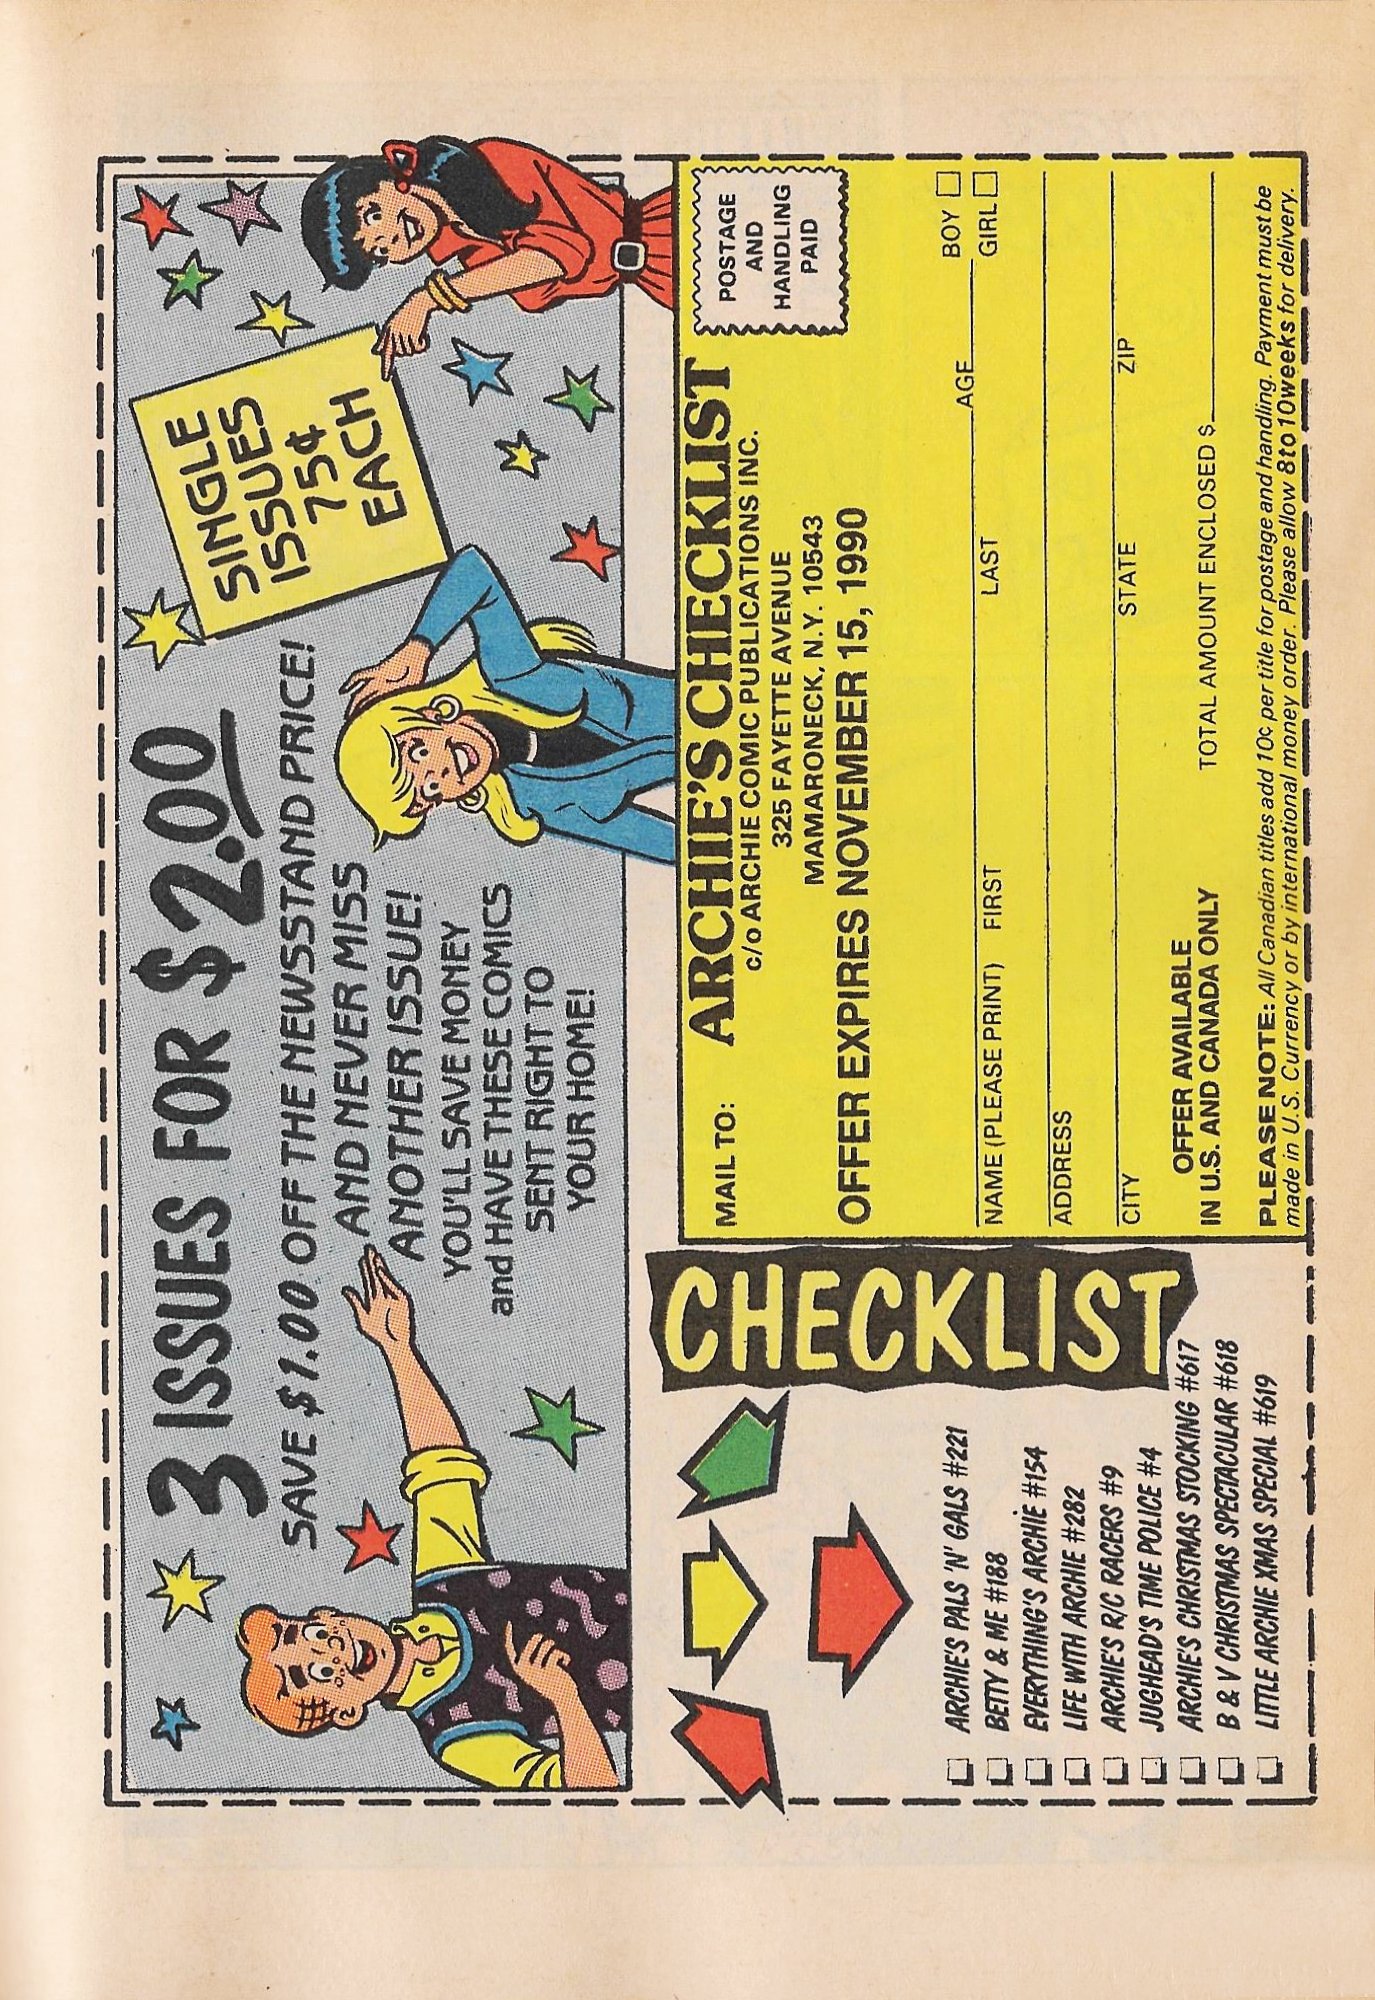 3 ISSUES FOR $2.00
SAVE $1.00 OFF THE NEWSSTAND PRICE!
AND NEVER MISS
ANOTHER ISSUE!
YOU'LL SAVE MONEY
and HAVE THESE COMICS
SENT RIGHT TO
YOUR HOME!
SINGLE
ISSUES
75¢
EACH
CHECKLIST
ARCHIE'S PALS 'N' GALS #221
BETTY & ME #188
EVERYTHING'S ARCHIE #154
LIFE WITH ARCHIE #282
ARCHIE'S R/C RACERS #9
JUGHEAD'S TIME POLICE #4
ARCHIE'S CHRISTMAS STOCKING #617
B & V CHRISTMAS SPECTACULAR #618
LITTLE ARCHIE XMAS SPECIAL #619
MAIL TO: ARCHIE'S CHECKLIST
c/o ARCHIE COMIC PUBLICATIONS INC.
325 FAYETTE AVENUE
MAMARONECK, N.Y. 10543
OFFER EXPIRES NOVEMBER 15, 1990
POSTAGE
AND
HANDLING
PAID
AGE BOY
GIRL
NAME (PLEASE PRINT) FIRST LAST
ADDRESS
CITY STATE ZIP
OFFER AVAILABLE
IN U.S. AND CANADA ONLY TOTAL AMOUNT ENCLOSED $
PLEASE NOTE: All Canadian titles add 10¢ per title for postage and handling. Payment must be
made in U.S. Currency or by international money order. Please allow 8 to 10 weeks for delivery.